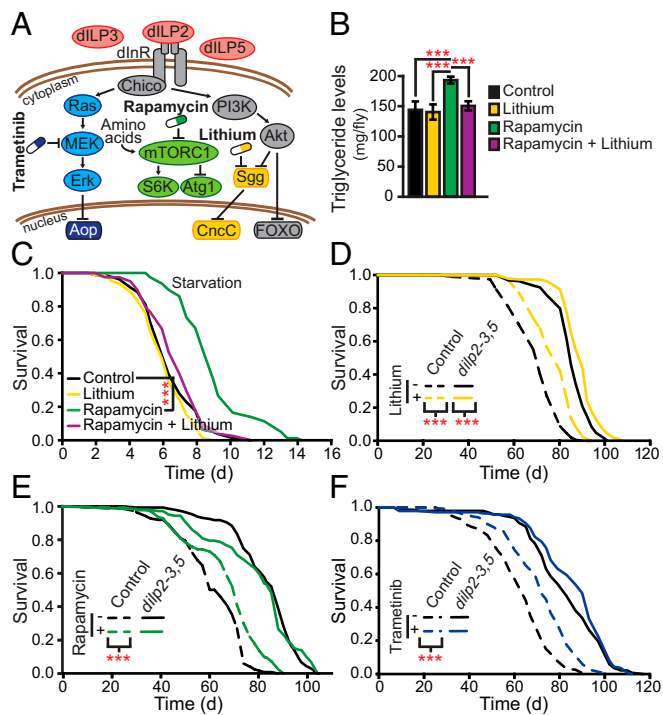 A
dILP3
dILP2
dILP5
dInR
cytoplasm
Chico
Ras
Rapamycin
PI3K
Trametinib
MEK
Amino
acids
Lithium
Akt
mTORC1
Erk
S6K
Atg1
Sgg
nucleus
Aop
CncC
FOXO
B
Triglyceride levels
(mg/fly)
200
150
100
50
0
***
***
***
Control
Lithium
Rapamycin
Rapamycin + Lithium
C
Survival
1.0
0.8
0.6
0.4
0.2
0.0
Starvation
Control
Lithium
Rapamycin
Rapamycin + Lithium
***
0 4 8 12 16
Time (d)
D
Survival
1.0
0.8
0.6
0.4
0.2
0.0
Control
dilp2-3,5
Lithium
-
+
*** ***
0 20 40 60 80 100 120
Time (d)
E
Survival
1.0
0.8
0.6
0.4
0.2
0.0
Control
dilp2-3,5
Rapamycin
-
+
***
0 20 40 60 80 100
Time (d)
F
Survival
1.0
0.8
0.6
0.4
0.2
0.0
Control
dilp2-3,5
Trametinib
-
+
***
0 20 40 60 80 100 120
Time (d)